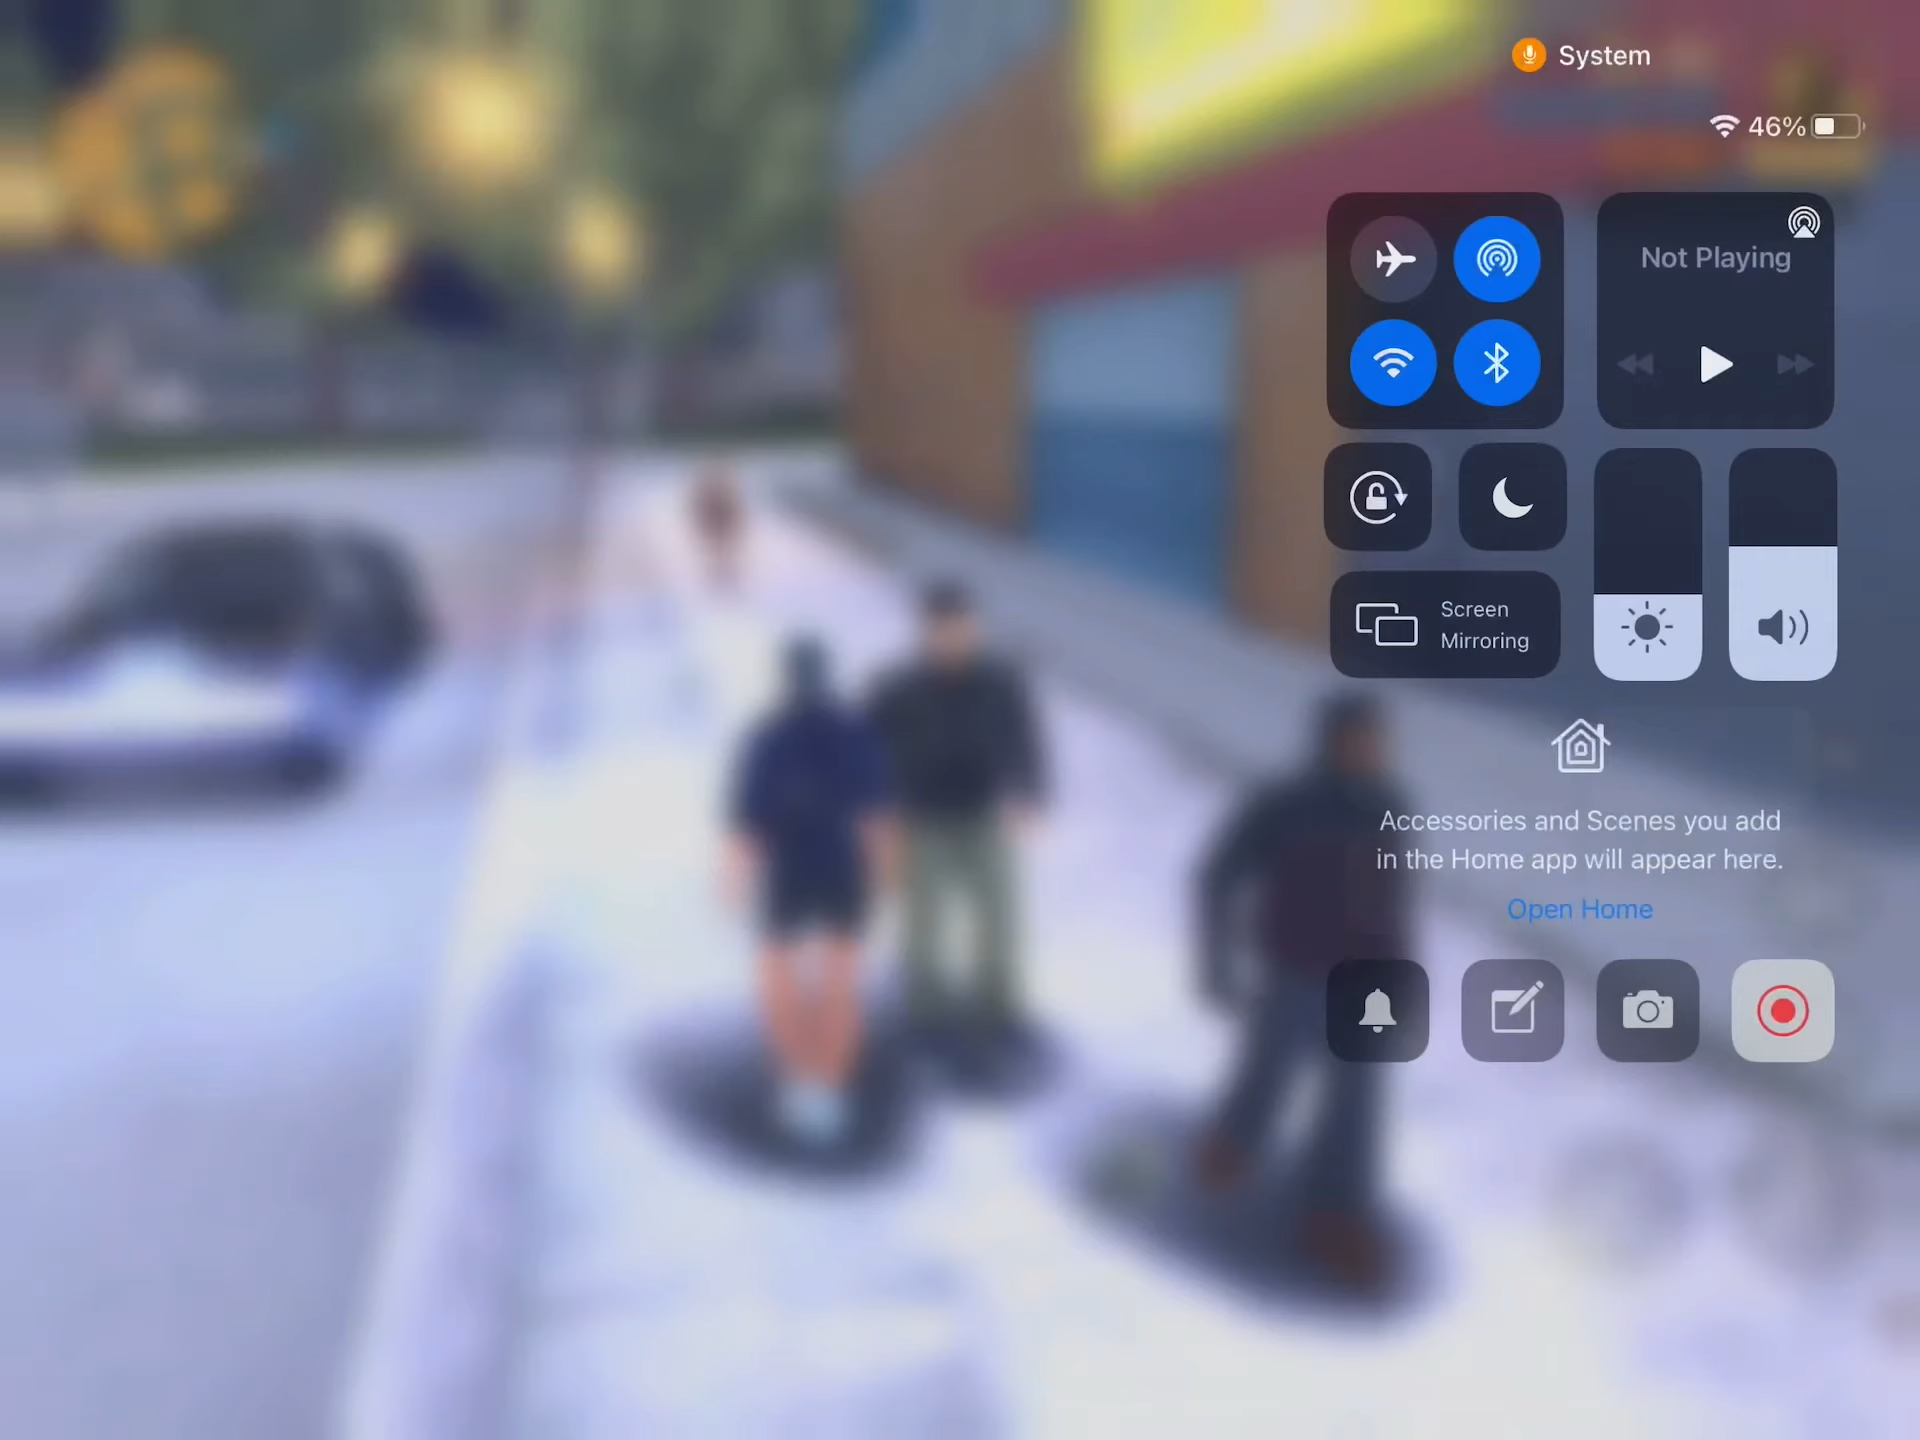 System
46%
Not Playing
Screen
Mirroring
Accessories and Scenes you add
in the Home app will appear here.
Open Home